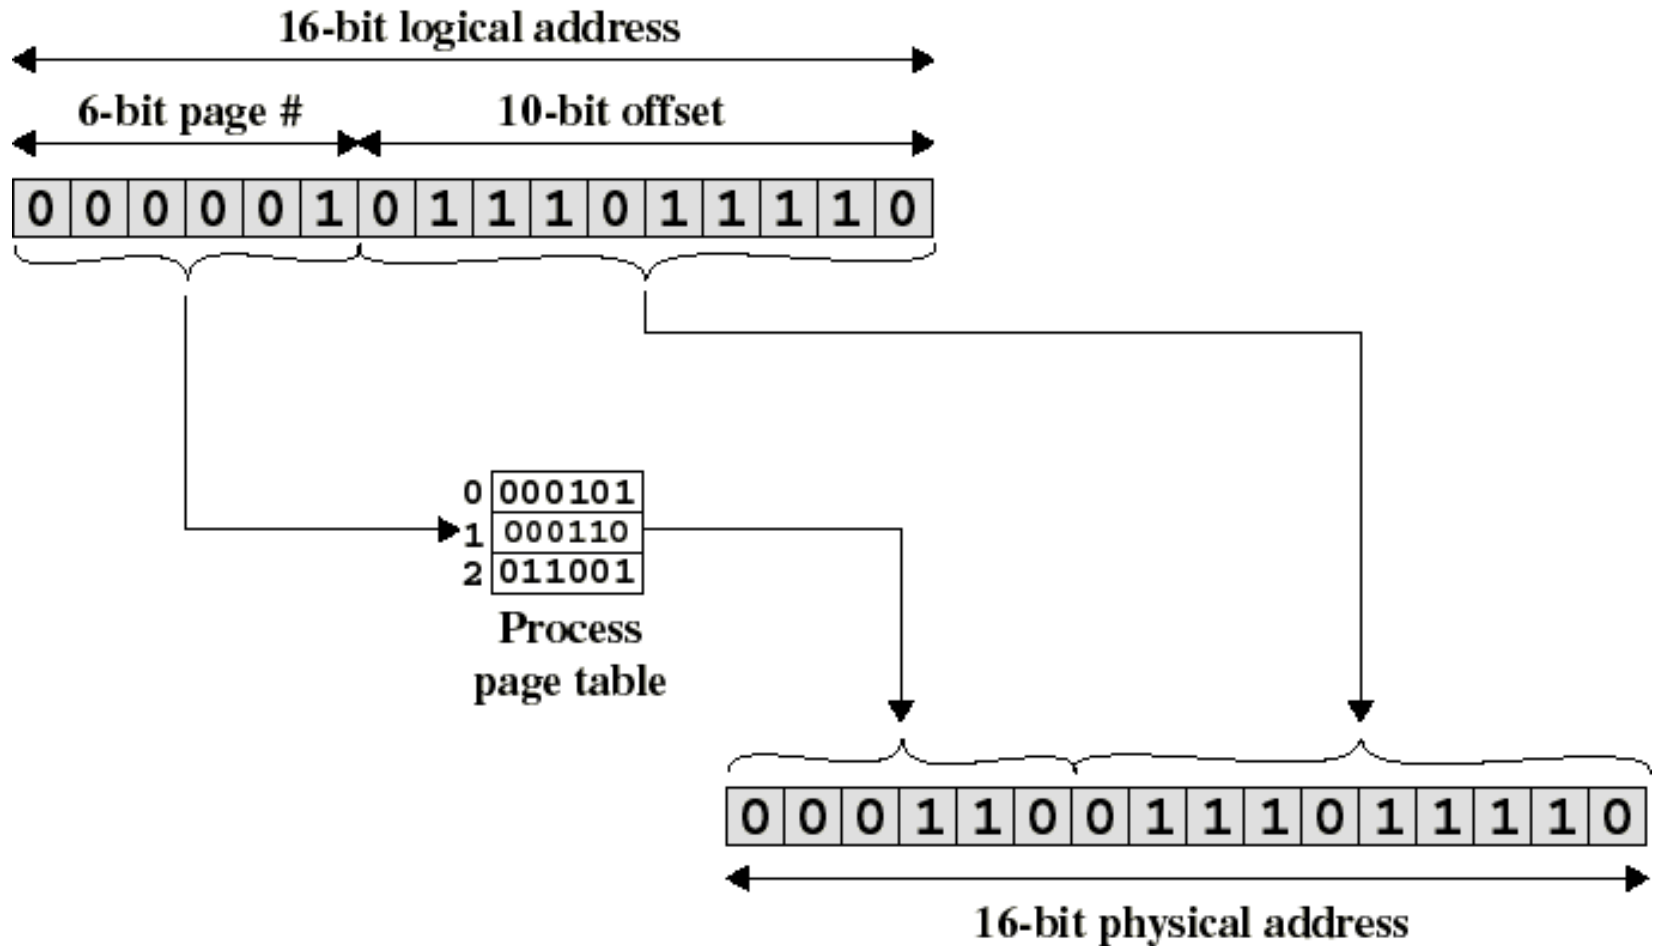 16-bit logical address
6-bit page # 10-bit offset
0 0 0 0 0 1 0 1 1 1 0 1 1 1 1 0
0 000101
1 000110
2 011001
Process
page table
0 0 0 1 1 0 0 1 1 1 0 1 1 1 1 0
16-bit physical address